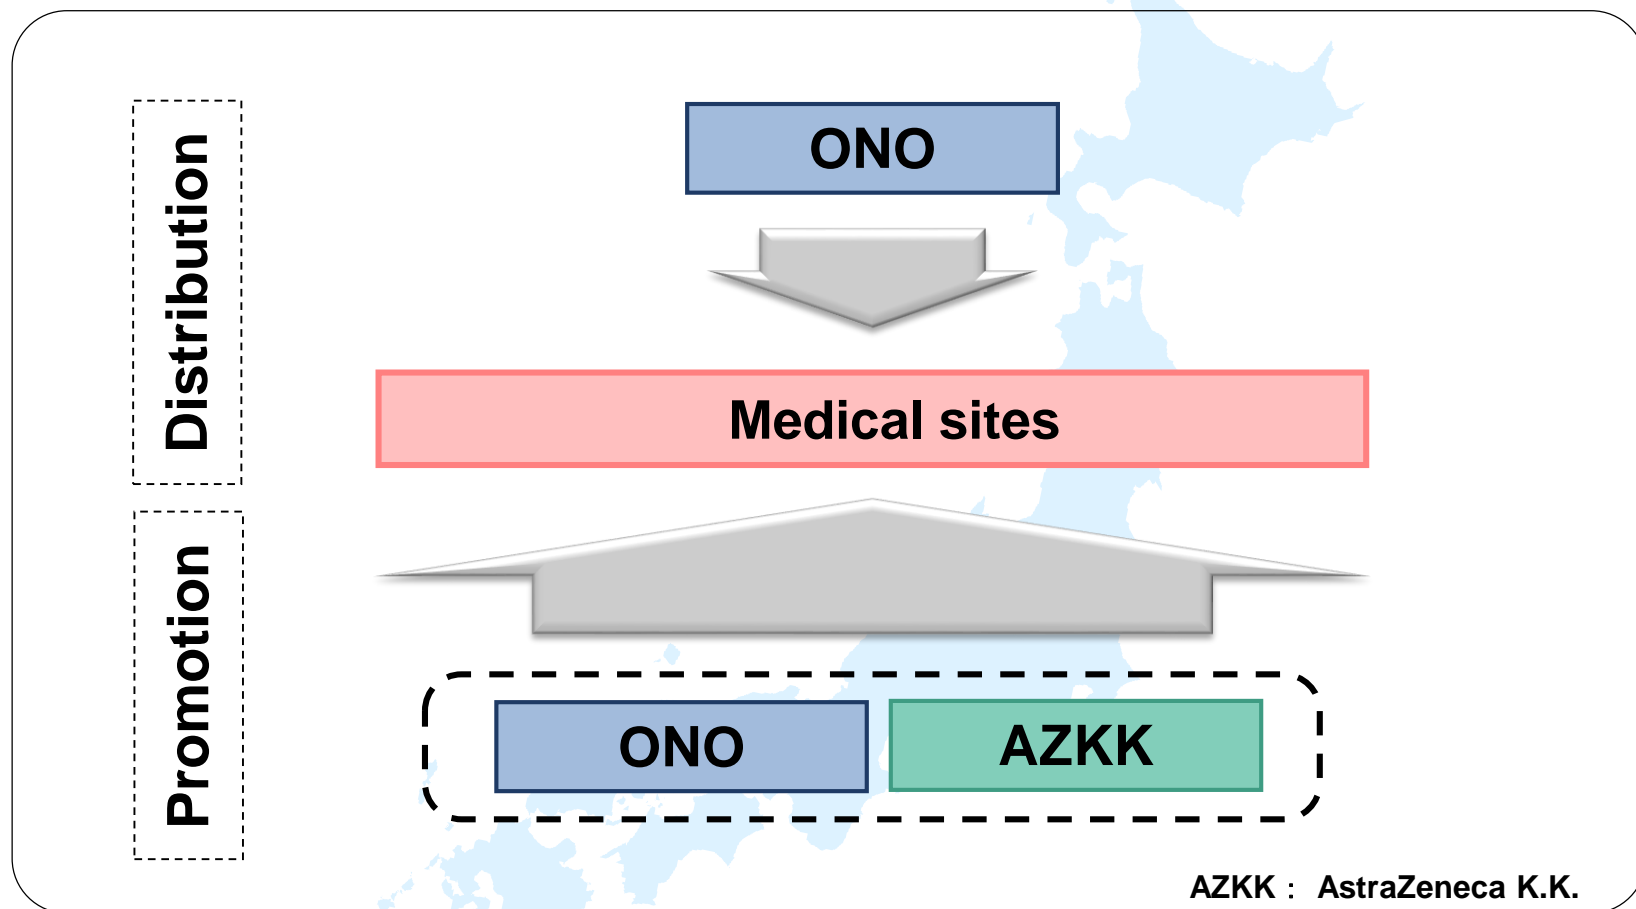 Distribution
ONO
Medical sites
Promotion
ONO
AZKK
AZKK : AstraZeneca K.K.